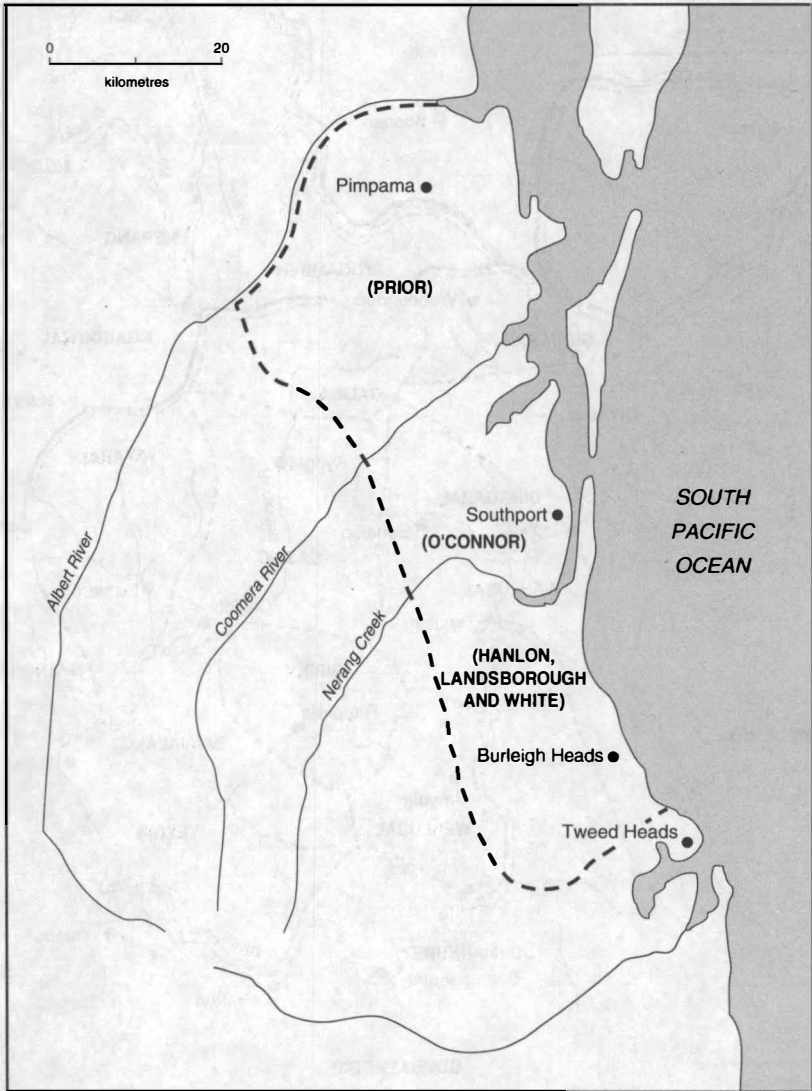 0 20
kilometres
Pimpama
(PRIOR)
Southport
(O'CONNOR)
SOUTH
PACIFIC
OCEAN
Albert River
Coomera River
Nerang Creek
(HANLON,
LANDSBOROUGH
AND WHITE)
Burleigh Heads
Tweed Heads